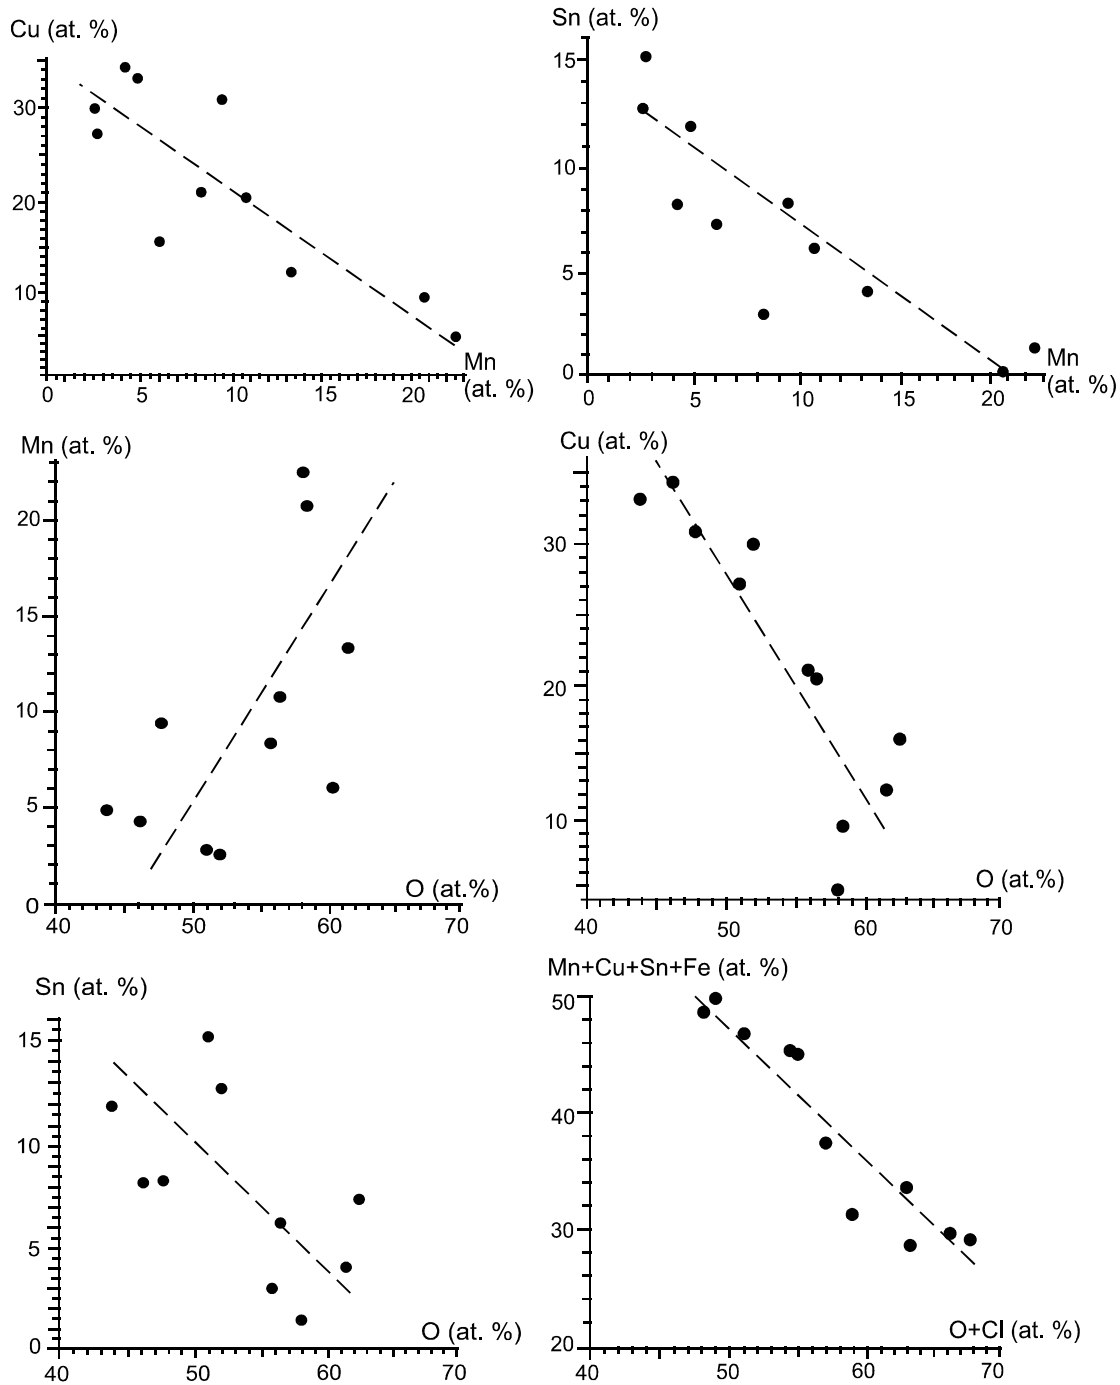 Cu (at. %)
30
20
10
0 5 10 15 20
Mn
(at. %)
Sn (at. %)
15
10
5
0
0 5 10 15 20
Mn
(at. %)
Mn (at. %)
20
15
10
5
0
40 50 60 70
O (at.%)
Cu (at. %)
30
20
10
40 50 60 70
O (at.%)
Sn (at. %)
15
10
5
0
40 50 60 70
O (at. %)
Mn+Cu+Sn+Fe (at. %)
50
40
30
20
40 50 60 70
O+Cl (at. %)